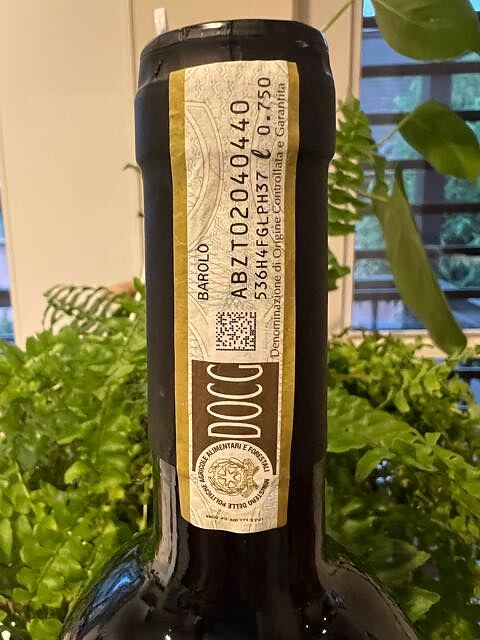 BAROLO
ABZT02040440
536H4FGLPH37 ℓ 0.750
Denominazione di Origine Controllata e Garantita
DOCG
MINISTERO DELLE POLITICHE AGRICOLE ALIMENTARI E FORESTALI